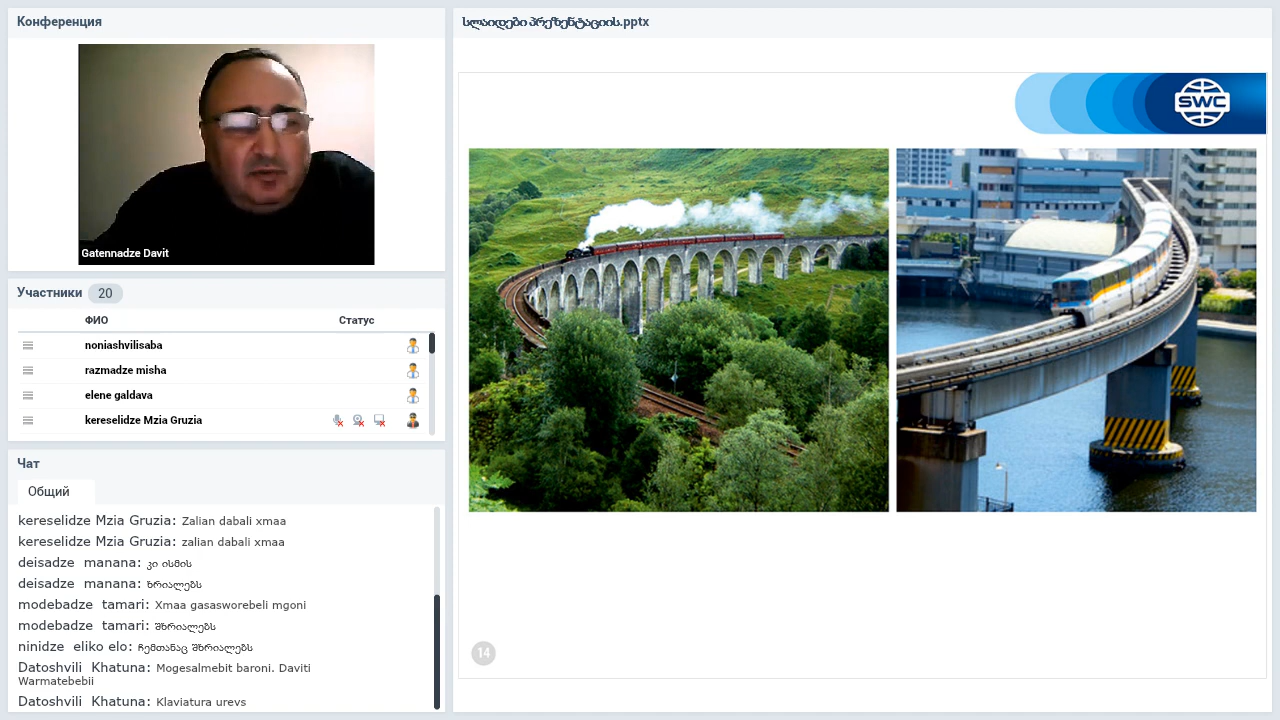 Конференция
Gatennadze Davit
Участники 20
ФИО Статус
noniashvilisaba
razmadze misha
elene galdava
kereselidze Mzia Gruzia
Чат
Общий
kereselidze Mzia Gruzia: Zalian dabali xmaa
kereselidze Mzia Gruzia: zalian dabali xmaa
deisadze manana: კი ისმის
deisadze manana: ხრიალებს
modebadze tamari: Xmaa gasasworebeli mgoni
modebadze tamari: შხრიალებს
ninidze eliko elo: ჩემთანაც შხრიალებს
Datoshvili Khatuna: Mogesalmebit baroni. Daviti
Warmatebebii
Datoshvili Khatuna: Klaviatura urevs
სლაიდები პრეზენტაციის.pptx
SWC
14